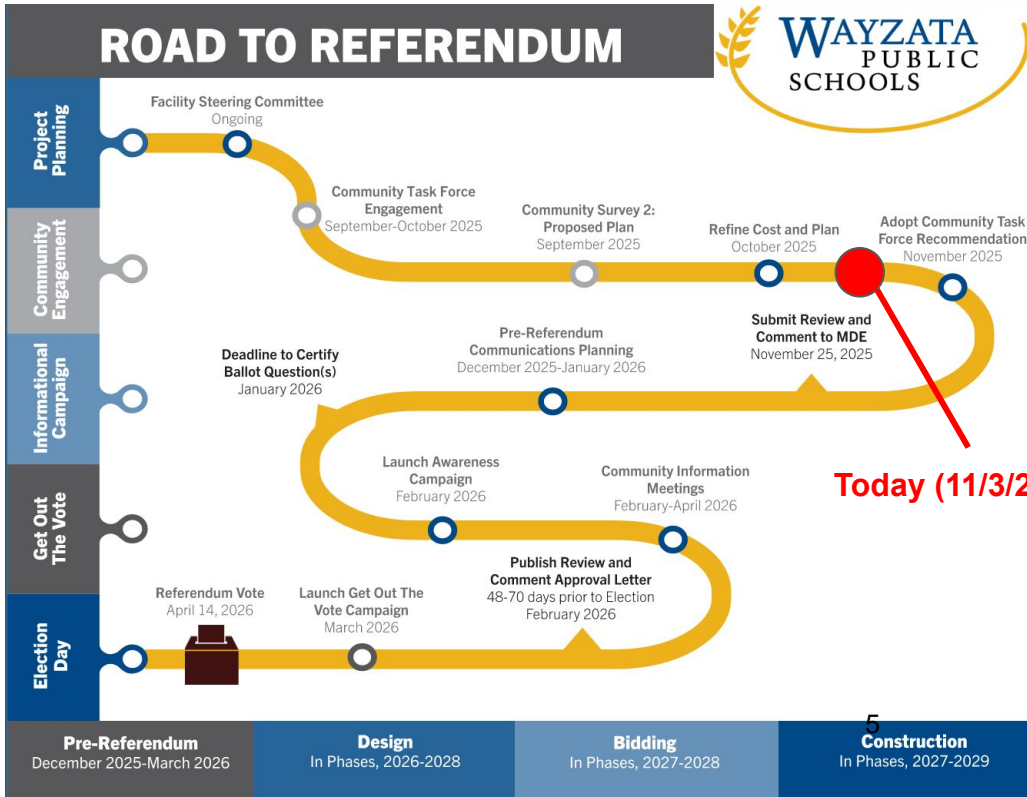 ROAD TO REFERENDUM
WAYZATA
PUBLIC
SCHOOLS
Project
Planning
Community
Engagement
Informational
Campaign
Get Out
The Vote
Election
Day
Facility Steering Committee
Ongoing
Community Task Force
Engagement
September-October 2025
Community Survey 2:
Proposed Plan
September 2025
Refine Cost and Plan
October 2025
Adopt Community Task
Force Recommendation
November 2025
Today (11/3/2
Submit Review and
Comment to MDE
November 25, 2025
Pre-Referendum
Communications Planning
December 2025-January 2026
Deadline to Certify
Ballot Question(s)
January 2026
Launch Awareness
Campaign
February 2026
Community Information
Meetings
February-April 2026
Publish Review and
Comment Approval Letter
48-70 days prior to Election
February 2026
Launch Get Out The
Vote Campaign
March 2026
Referendum Vote
April 14, 2026
5
Pre-Referendum
December 2025-March 2026
Design
In Phases, 2026-2028
Bidding
In Phases, 2027-2028
Construction
In Phases, 2027-2029